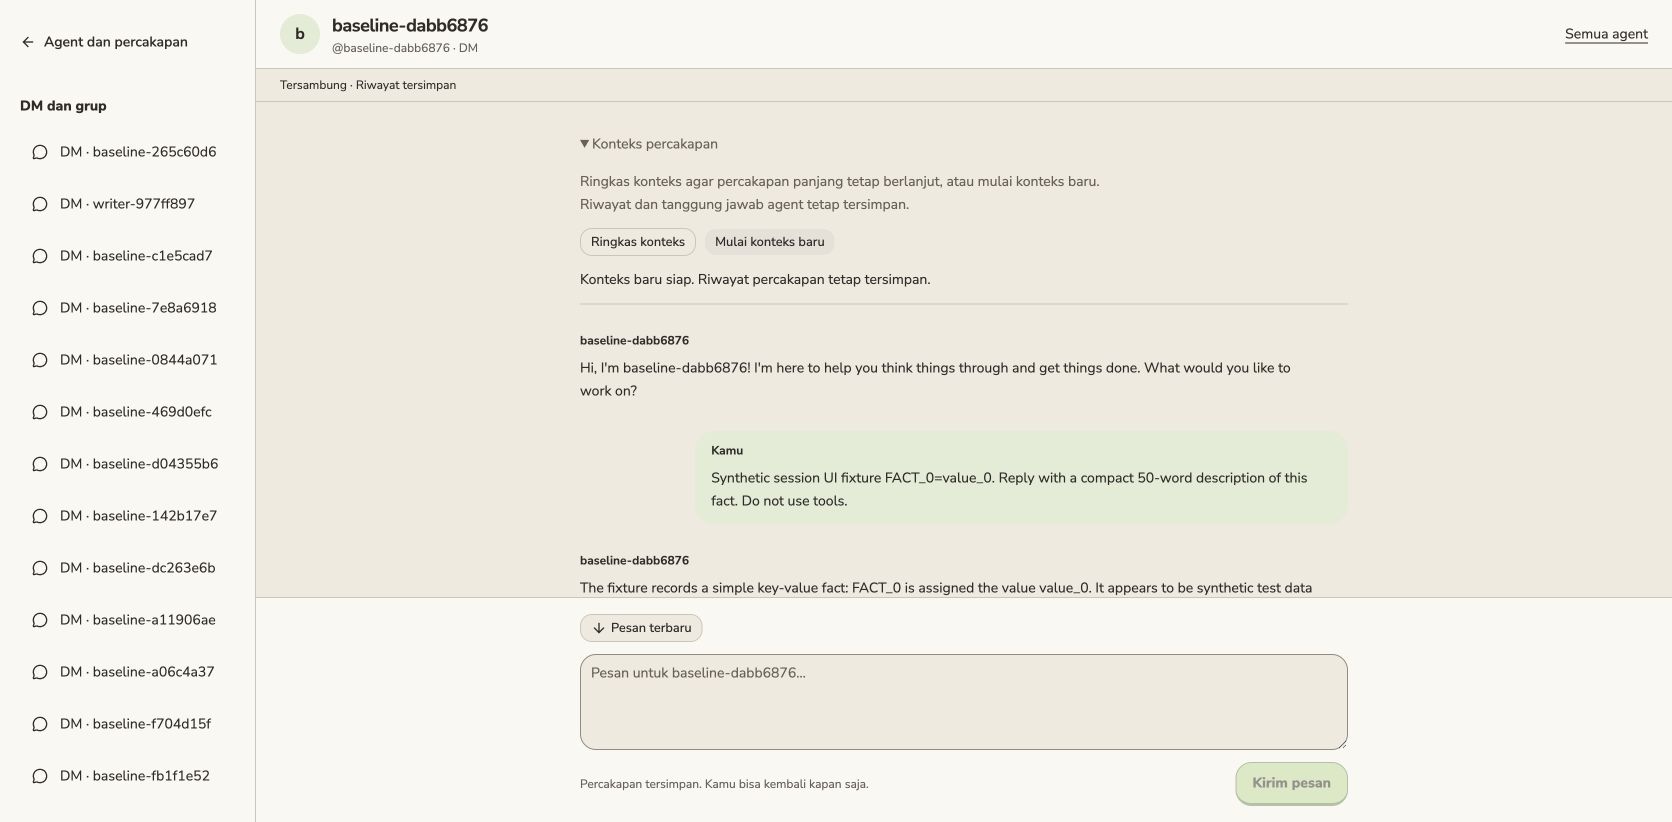 Agent dan percakapan
DM dan grup
DM · baseline-265c60d6
DM · writer-977ff897
DM · baseline-c1e5cad7
DM · baseline-7e8a6918
DM · baseline-0844a071
DM · baseline-469d0efc
DM · baseline-d04355b6
DM · baseline-142b17e7
DM · baseline-dc263e6b
DM · baseline-a11906ae
DM · baseline-a06c4a37
DM · baseline-f704d15f
DM · baseline-fb1f1e52
b
baseline-dabb6876
@baseline-dabb6876 · DM
Semua agent
Tersambung · Riwayat tersimpan
Konteks percakapan
Ringkas konteks agar percakapan panjang tetap berlanjut, atau mulai konteks baru.
Riwayat dan tanggung jawab agent tetap tersimpan.
Ringkas konteks
Mulai konteks baru
Konteks baru siap. Riwayat percakapan tetap tersimpan.
baseline-dabb6876
Hi, I'm baseline-dabb6876! I'm here to help you think things through and get things done. What would you like to
work on?
Kamu
Synthetic session UI fixture FACT_0=value_0. Reply with a compact 50-word description of this
fact. Do not use tools.
baseline-dabb6876
The fixture records a simple key-value fact: FACT_0 is assigned the value value_0. It appears to be synthetic test data
Pesan terbaru
Pesan untuk baseline-dabb6876...
Percakapan tersimpan. Kamu bisa kembali kapan saja.
Kirim pesan